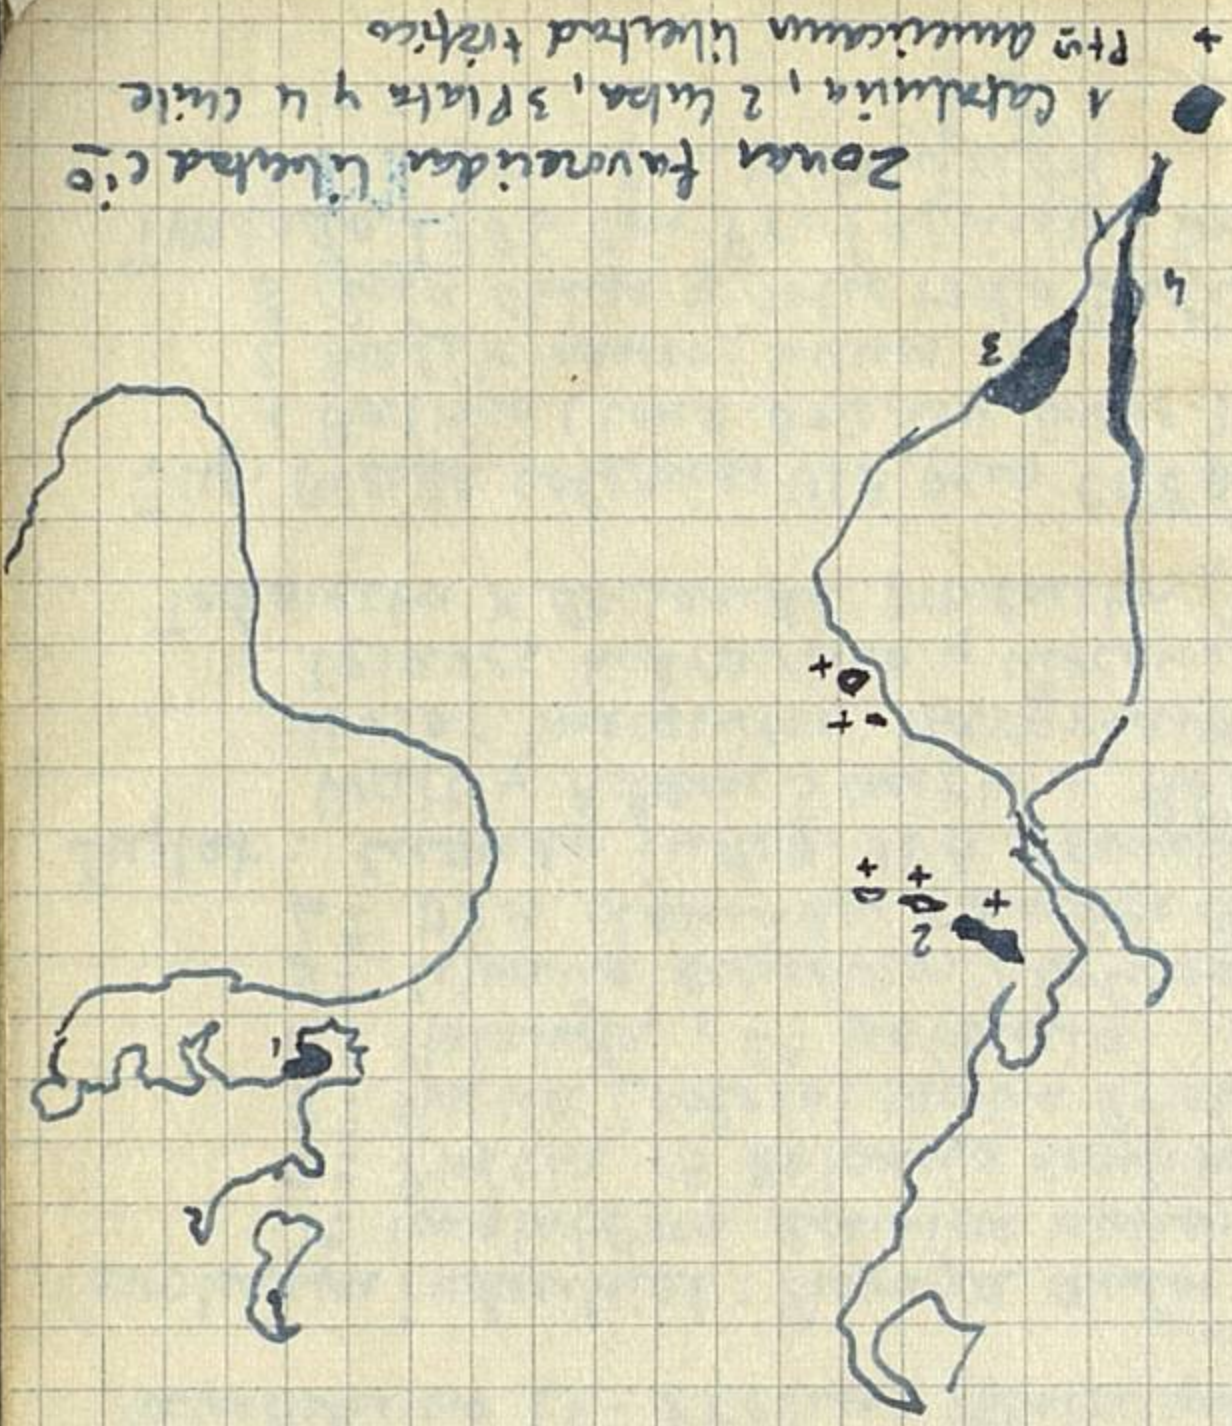 1
2
+
+ +
+
+
3
4
Zonas favorecidas libertad cio
1 Cataluña, 2 Cuba, 3 Plata y 4 Chile
+ Ptos americanos libertad tráfico